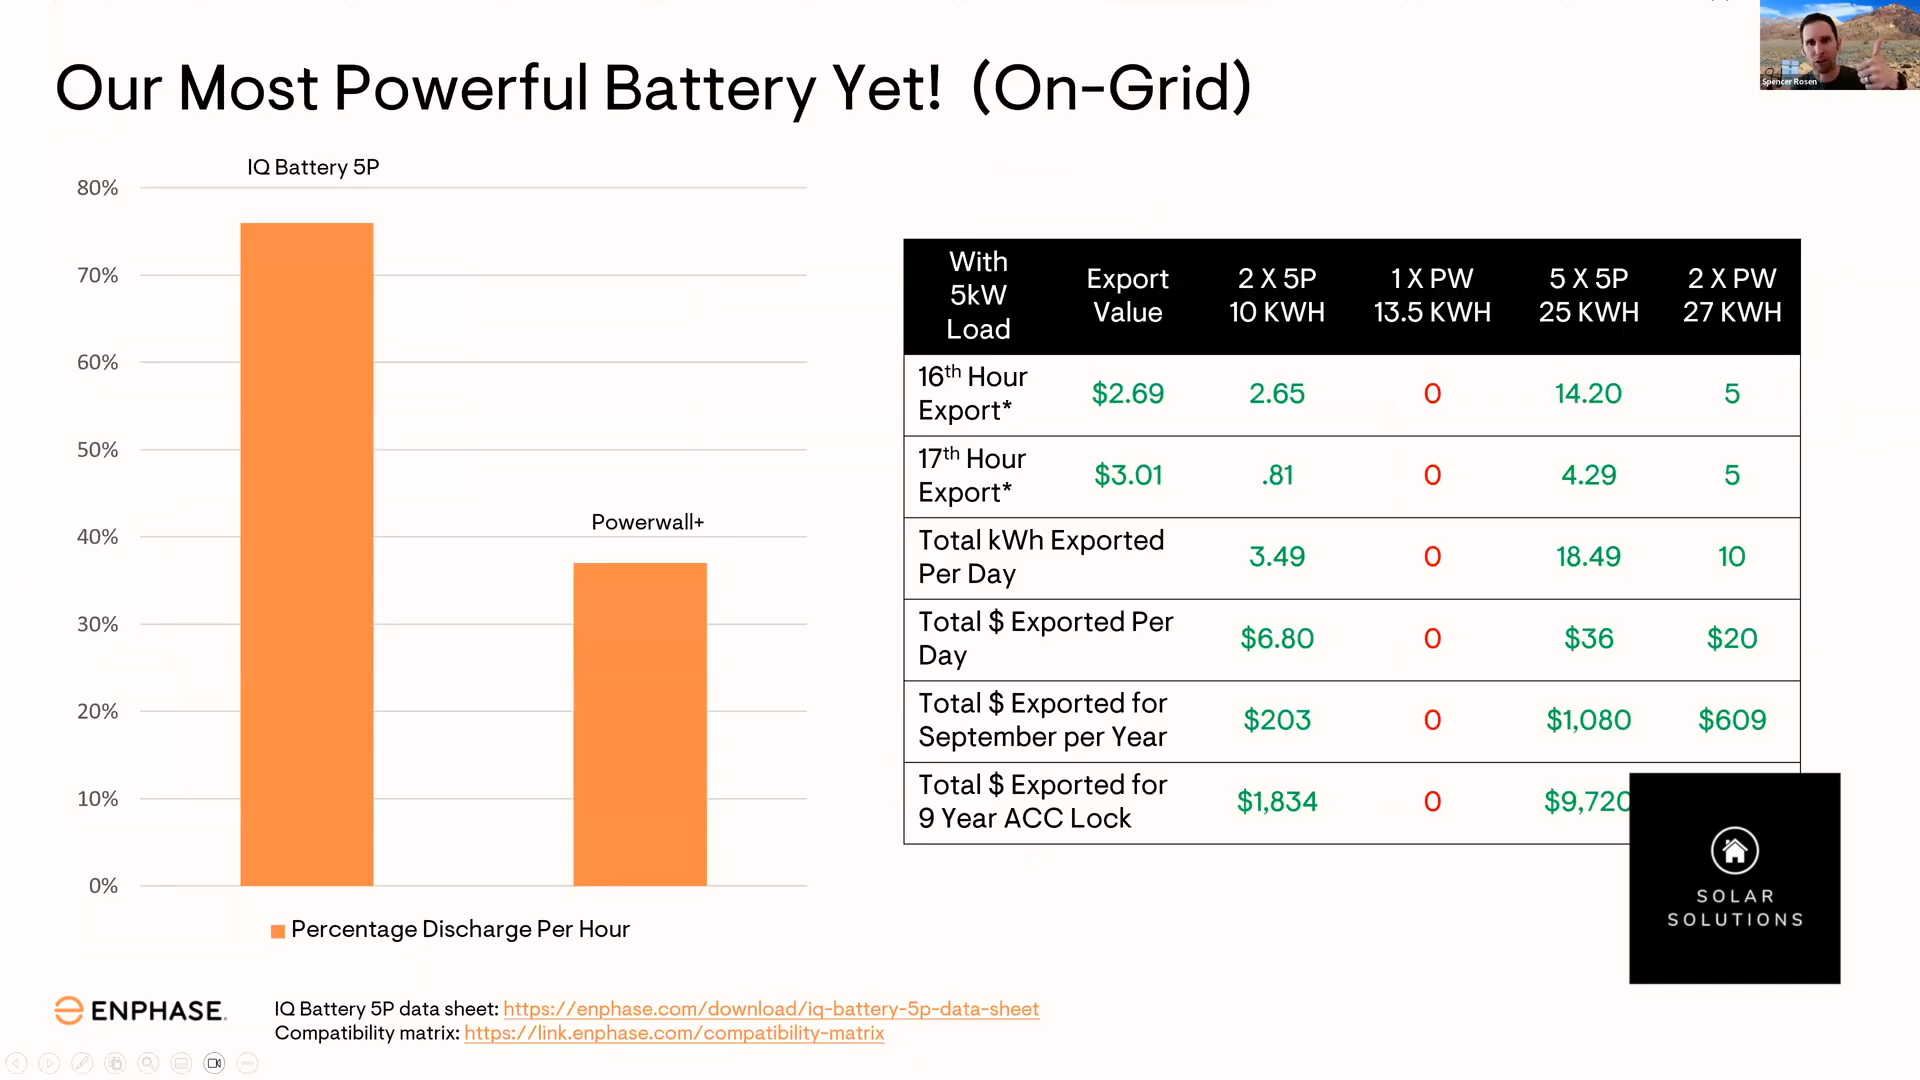 Our Most Powerful Battery Yet! (On-Grid)
Spencer Rosen
IQ Battery 5P
80%
70%
60%
50%
40%
30%
20%
10%
0%
Powerwall+
Percentage Discharge Per Hour
With 5kW Load | Export Value | 2 X 5P 10 KWH | 1 X PW 13.5 KWH | 5 X 5P 25 KWH | 2 X PW 27 KWH
16th Hour Export* | $2.69 | 2.65 | 0 | 14.20 | 5
17th Hour Export* | $3.01 | .81 | 0 | 4.29 | 5
Total kWh Exported Per Day | 3.49 | 0 | 18.49 | 10
Total $ Exported Per Day | $6.80 | 0 | $36 | $20
Total $ Exported for September per Year | $203 | 0 | $1,080 | $609
Total $ Exported for 9 Year ACC Lock | $1,834 | 0 | $9,720
SOLAR
SOLUTIONS
ENPHASE.
IQ Battery 5P data sheet: https://enphase.com/download/iq-battery-5p-data-sheet
Compatibility matrix: https://link.enphase.com/compatibility-matrix